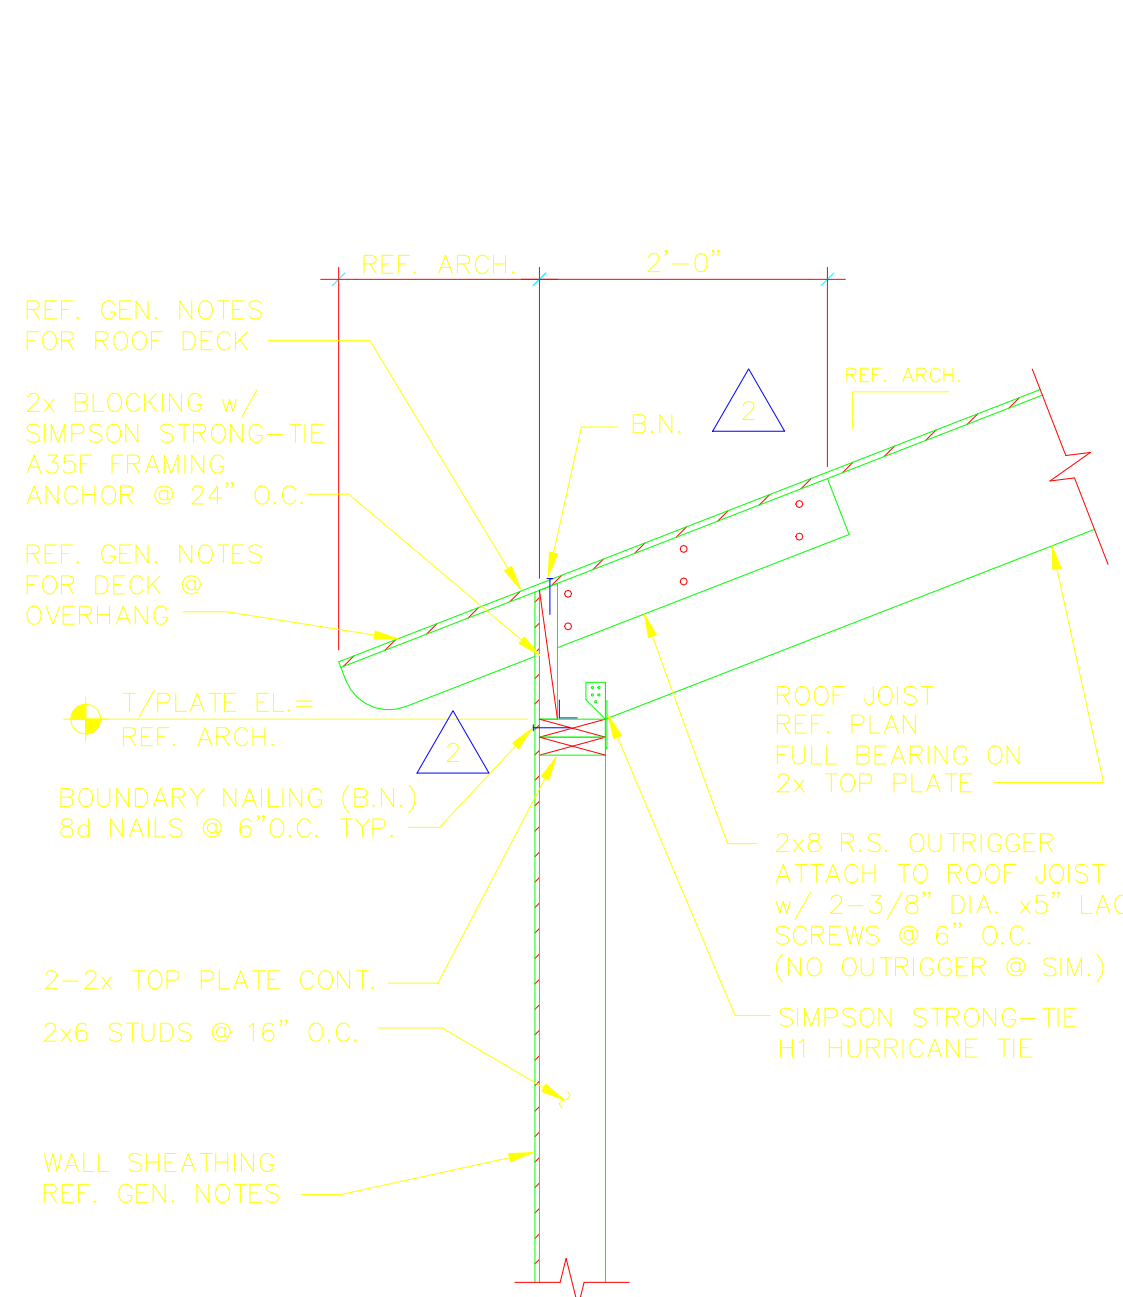 REF. ARCH.
2'-0"
REF. GEN. NOTES
FOR ROOF DECK
REF. ARCH.
2x BLOCKING w/
SIMPSON STRONG-TIE
A35F FRAMING
ANCHOR @ 24" O.C.
B.N.
2
REF. GEN. NOTES
FOR DECK @
OVERHANG
T/PLATE EL.=
REF. ARCH.
2
BOUNDARY NAILING (B.N.)
8d NAILS @ 6"O.C. TYP.
ROOF JOIST
REF. PLAN
FULL BEARING ON
2x TOP PLATE
2x8 R.S. OUTRIGGER
ATTACH TO ROOF JOIST
w/ 2-3/8" DIA. x5" LAG
SCREWS @ 6" O.C.
(NO OUTRIGGER @ SIM.)
2-2x TOP PLATE CONT.
2x6 STUDS @ 16" O.C.
SIMPSON STRONG-TIE
H1 HURRICANE TIE
WALL SHEATHING
REF. GEN. NOTES